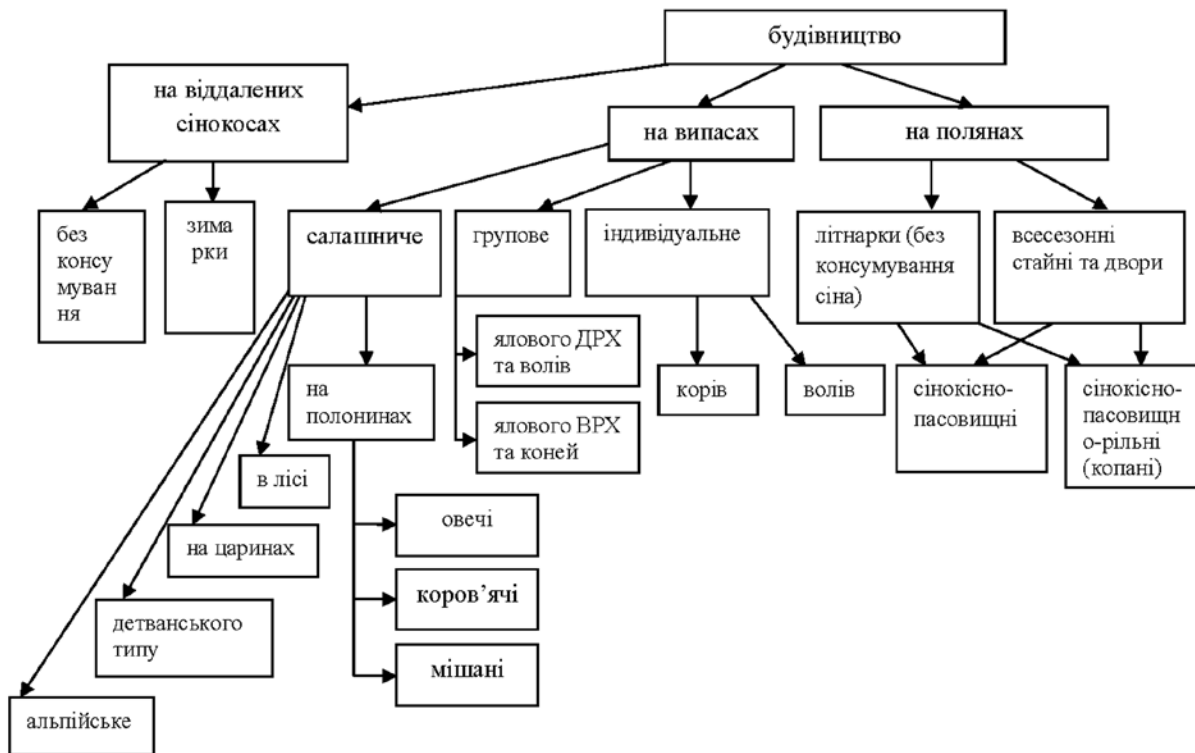 будівництво
на віддалених
сінокосах
на випасах
на полянах
без
консу
муван
ня
зима
рки
салашниче
групове
індивідуальне
літнарки (без
консумування
сіна)
всесезонні
стайні та двори
ялового ДРХ
та волів
ялового ВРХ
та коней
корів
волів
сінокісно-
пасовищні
сінокісно-
пасовищн
о-рільні
(копані)
на
полонинах
в лісі
на царинах
детванського
типу
альпійське
овечі
коров’ячі
мішані